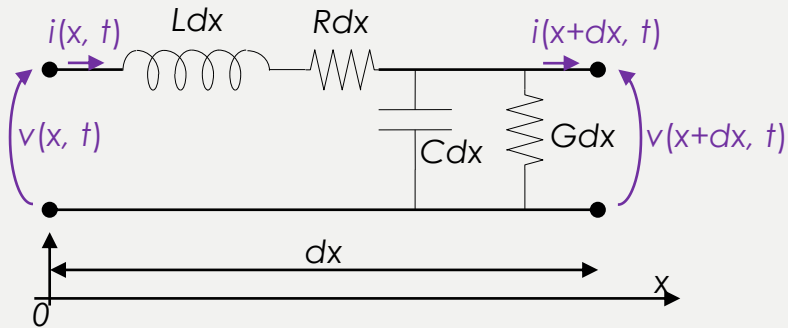 i(x, t)
Ldx
Rdx
i(x+dx, t)
v(x, t)
Cdx
Gdx
v(x+dx, t)
dx
x
0